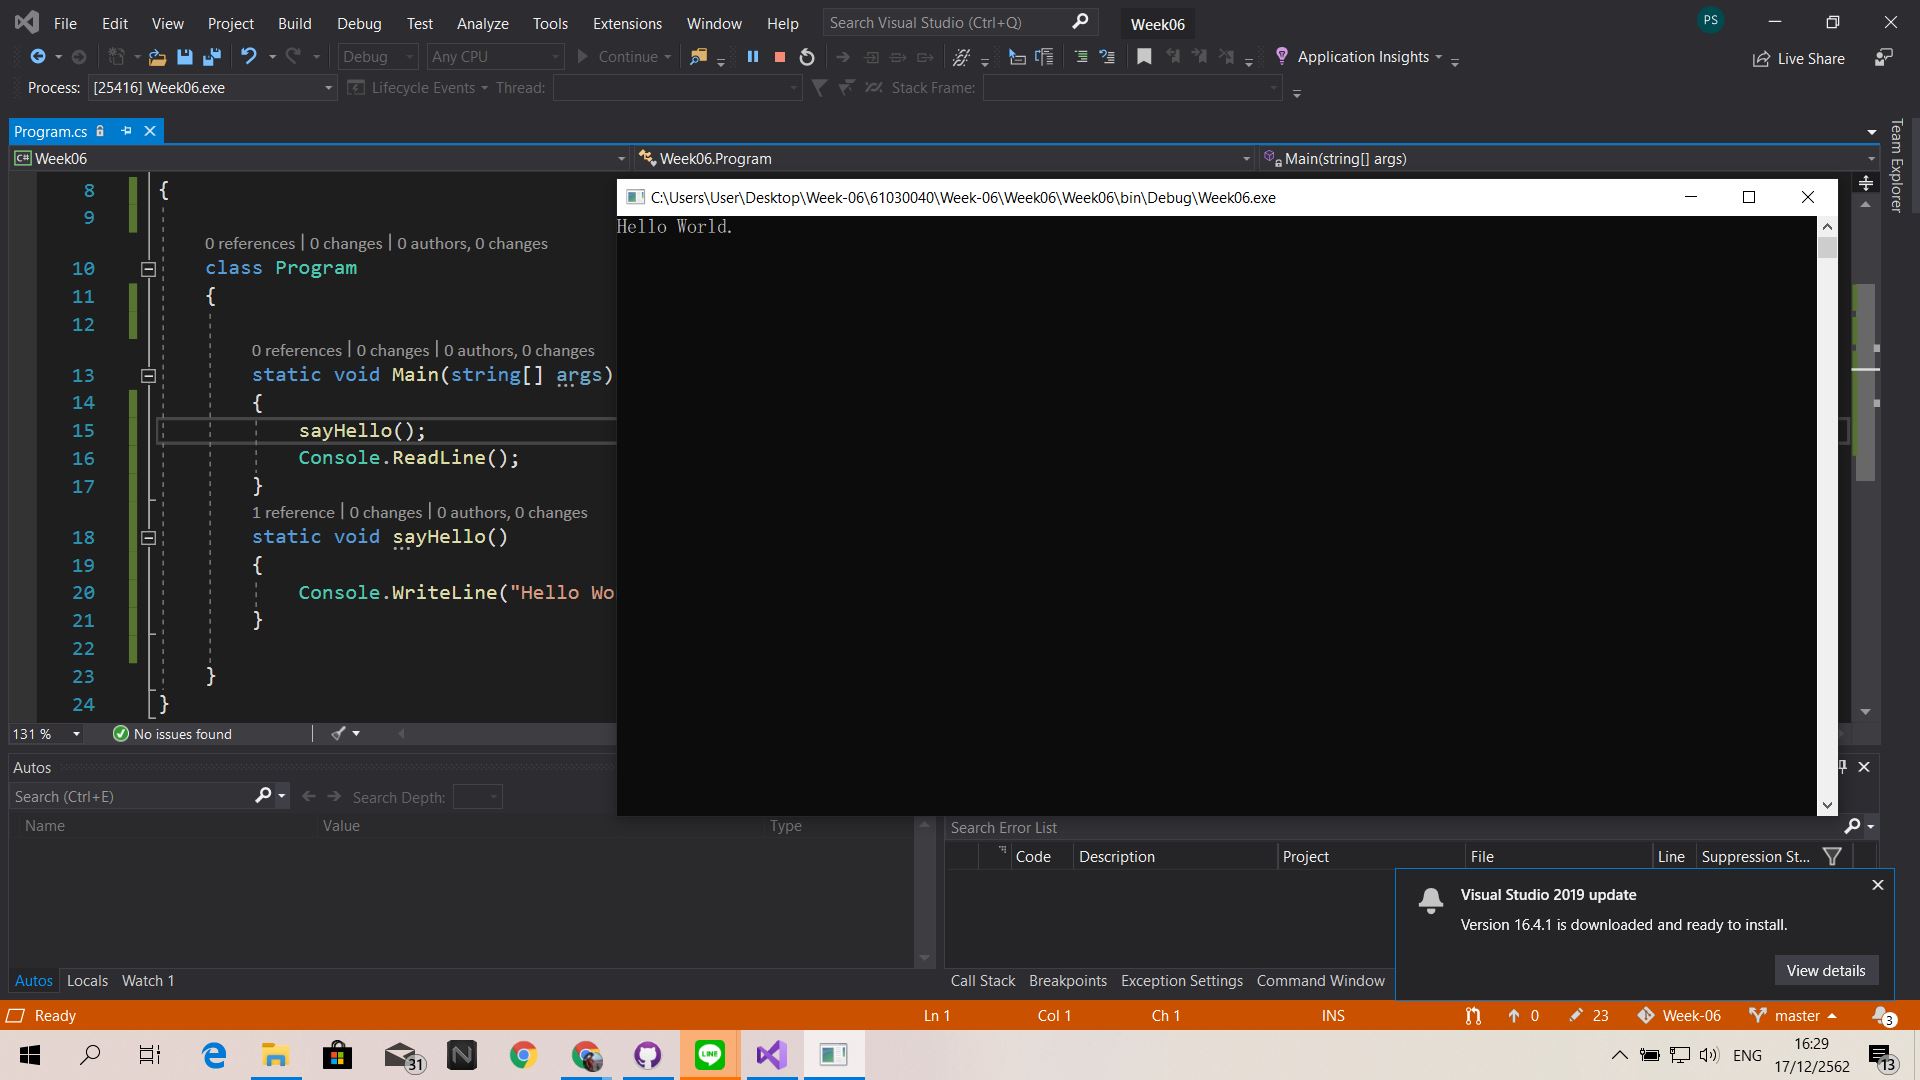 File Edit View Project Build Debug Test Analyze Tools Extensions Window Help Search Visual Studio (Ctrl+Q) Week06 PS
Debug Any CPU Continue Application Insights Live Share
Process: [25416] Week06.exe Lifecycle Events Thread: Stack Frame:
Program.cs
C# Week06 Week06.Program Main(string[] args)
Team Explorer
8 {
9
0 references | 0 changes | 0 authors, 0 changes
10 class Program
11 {
12
0 references | 0 changes | 0 authors, 0 changes
13 static void Main(string[] args)
14 {
15 sayHello();
16 Console.ReadLine();
17 }
1 reference | 0 changes | 0 authors, 0 changes
18 static void sayHello()
19 {
20 Console.WriteLine("Hello Wo
21 }
22
23 }
24 }
C:\Users\User\Desktop\Week-06\61030040\Week-06\Week06\Week06\bin\Debug\Week06.exe
Hello World.
131 % No issues found
Autos
Search (Ctrl+E) Search Depth:
Name Value Type
Autos Locals Watch 1
Search Error List
Code Description Project File Line Suppression St...
Call Stack Breakpoints Exception Settings Command Window
Visual Studio 2019 update
Version 16.4.1 is downloaded and ready to install.
View details
Ready Ln 1 Col 1 Ch 1 INS 0 23 Week-06 master 3
31 N LINE ENG 16:29
17/12/2562 13